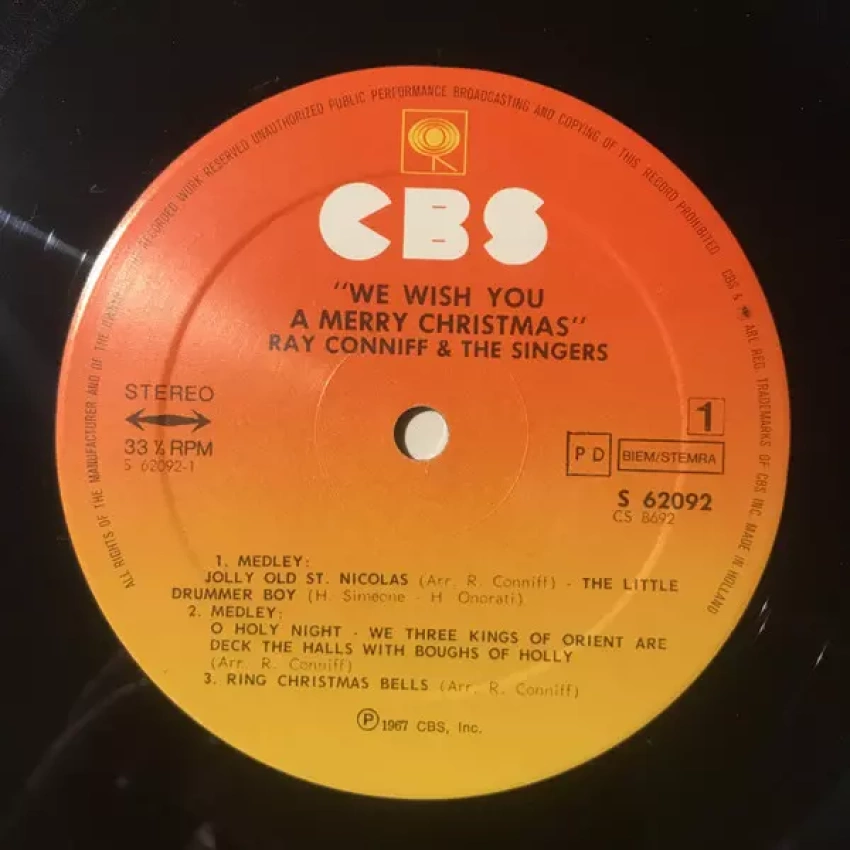 ALL RIGHTS OF THE MANUFACTURER AND OF THE OWNER OF THE RECORDED WORK RESERVED UNAUTHORIZED PUBLIC PERFORMANCE BROADCASTING AND COPYING OF THIS RECORD PROHIBITED CBS & ARE REG. TRADEMARKS OF CBS INC. MADE IN HOLLAND
CBS
"WE WISH YOU
A MERRY CHRISTMAS"
RAY CONNIFF & THE SINGERS
STEREO
33 ⅓ RPM
S 62092-1
1
P D
BIEM/STEMRA
S 62092
CS 8692
1. MEDLEY:
JOLLY OLD ST. NICOLAS (Arr. R. Conniff) - THE LITTLE
DRUMMER BOY (H. Simeone - H. Onorati)
2. MEDLEY:
O HOLY NIGHT - WE THREE KINGS OF ORIENT ARE
DECK THE HALLS WITH BOUGHS OF HOLLY
(Arr. R. Conniff)
3. RING CHRISTMAS BELLS (Arr. R. Conniff)
℗ 1967 CBS, Inc.